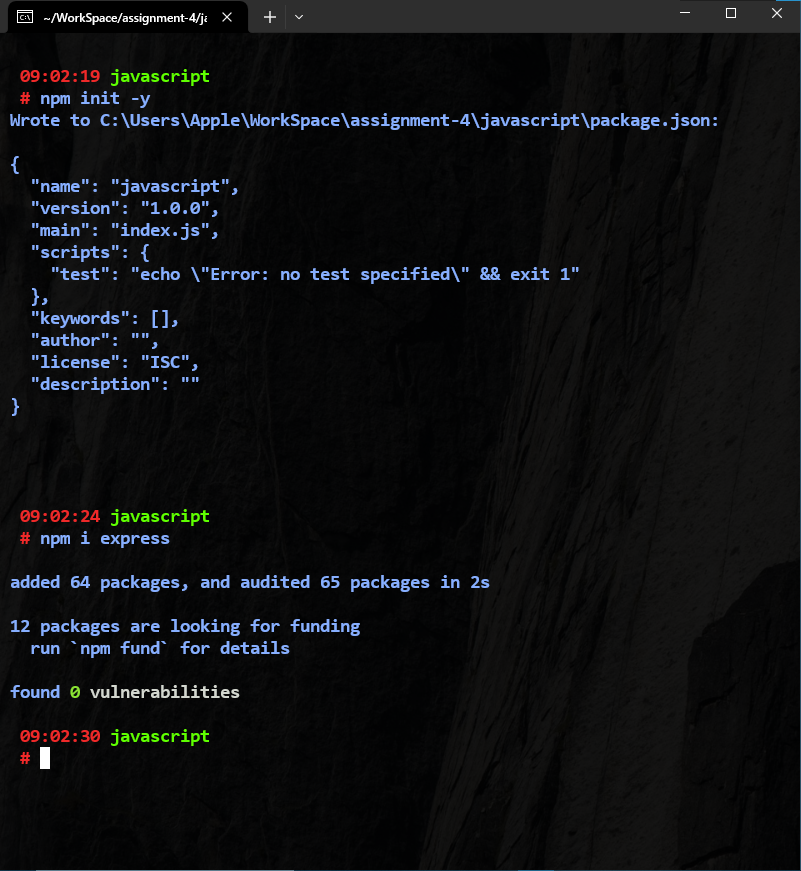 ~/WorkSpace/assignment-4/ja
09:02:19 javascript
# npm init -y
Wrote to C:\Users\Apple\WorkSpace\assignment-4\javascript\package.json:
{
  "name": "javascript",
  "version": "1.0.0",
  "main": "index.js",
  "scripts": {
    "test": "echo \"Error: no test specified\" && exit 1"
  },
  "keywords": [],
  "author": "",
  "license": "ISC",
  "description": ""
}
09:02:24 javascript
# npm i express
added 64 packages, and audited 65 packages in 2s
12 packages are looking for funding
  run `npm fund` for details
found 0 vulnerabilities
09:02:30 javascript
#